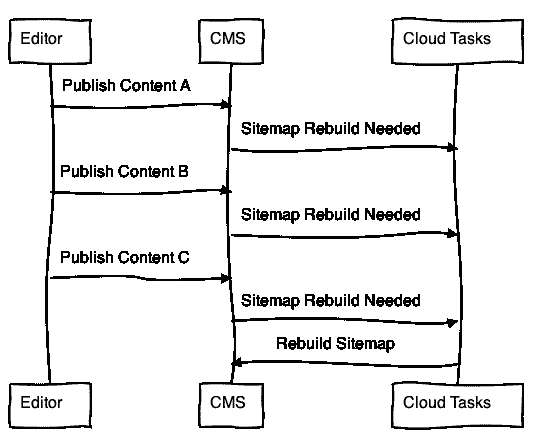 Editor
CMS
Cloud Tasks
Publish Content A
Sitemap Rebuild Needed
Publish Content B
Sitemap Rebuild Needed
Publish Content C
Sitemap Rebuild Needed
Rebuild Sitemap
Editor
CMS
Cloud Tasks